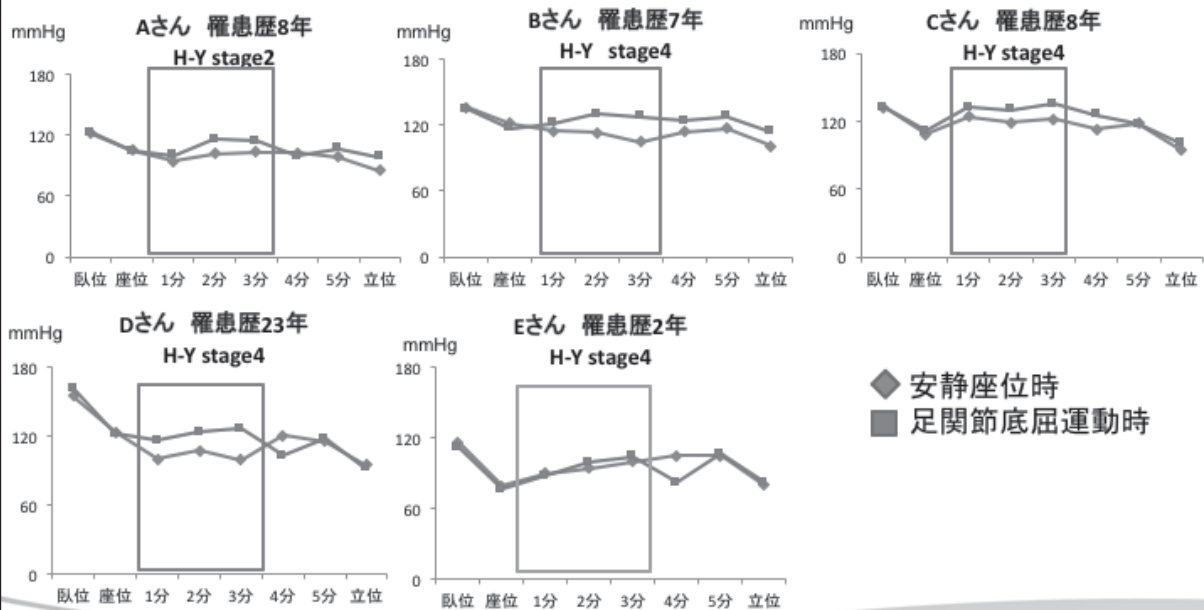 mmHg
Aさん 罹患歴8年
H-Y stage2
180
120
60
0
臥位 座位 1分 2分 3分 4分 5分 立位
mmHg
Bさん 罹患歴7年
H-Y stage4
180
120
60
0
臥位 座位 1分 2分 3分 4分 5分 立位
mmHg
Cさん 罹患歴8年
H-Y stage4
180
120
60
0
臥位 座位 1分 2分 3分 4分 5分 立位
mmHg
Dさん 罹患歴23年
H-Y stage4
180
120
60
0
臥位 座位 1分 2分 3分 4分 5分 立位
mmHg
Eさん 罹患歴2年
H-Y stage4
180
120
60
0
臥位 座位 1分 2分 3分 4分 5分 立位
安静座位時
足関節底屈運動時